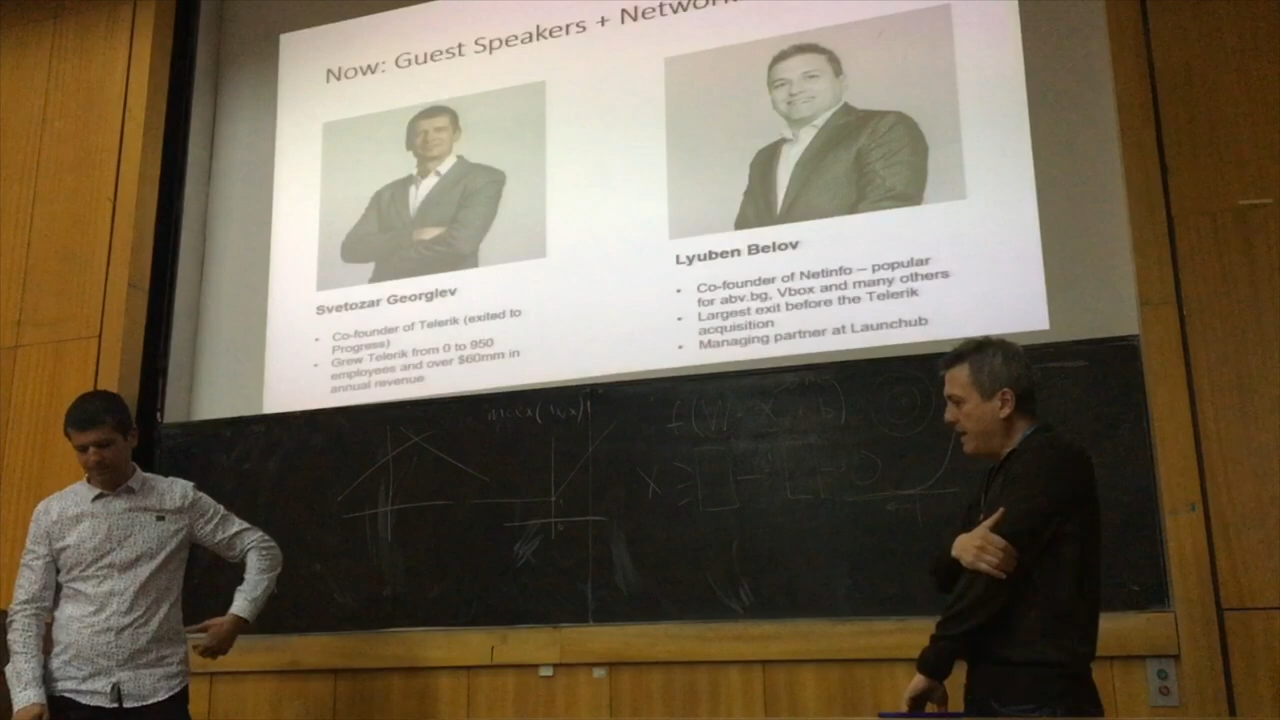 Now: Guest Speakers + Network
Svetozar Georgiev
• Co-founder of Telerik (exited to
Progress)
• Grew Telerik from 0 to 950
employees and over $60mm in
annual revenue
Lyuben Belov
• Co-founder of Netinfo – popular
for abv.bg, Vbox and many others
• Largest exit before the Telerik
acquisition
• Managing partner at Launchub
f(W · X + b)
X